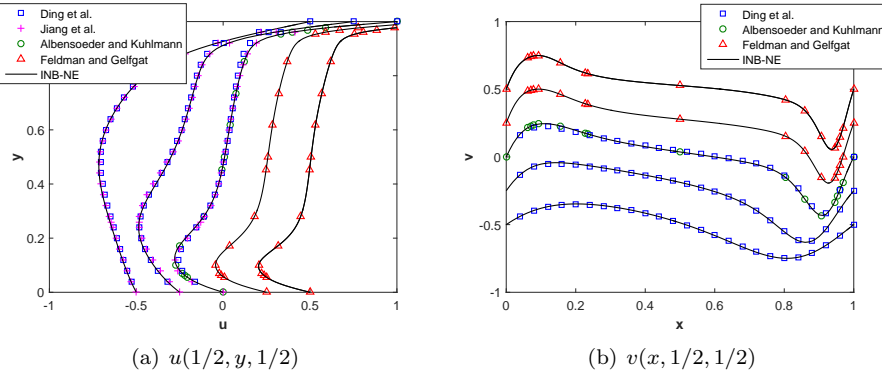 Ding et al.
Jiang et al.
Albensoeder and Kuhlmann
Feldman and Gelfgat
INB-NE
y
0.6
0.4
0.2
0
-1
-0.5
0
0.5
1
u
(a) u(1/2, y, 1/2)
Ding et al.
Albensoeder and Kuhlmann
Feldman and Gelfgat
INB-NE
1
0.5
0
-0.5
-1
v
0
0.2
0.4
0.6
0.8
1
x
(b) v(x, 1/2, 1/2)